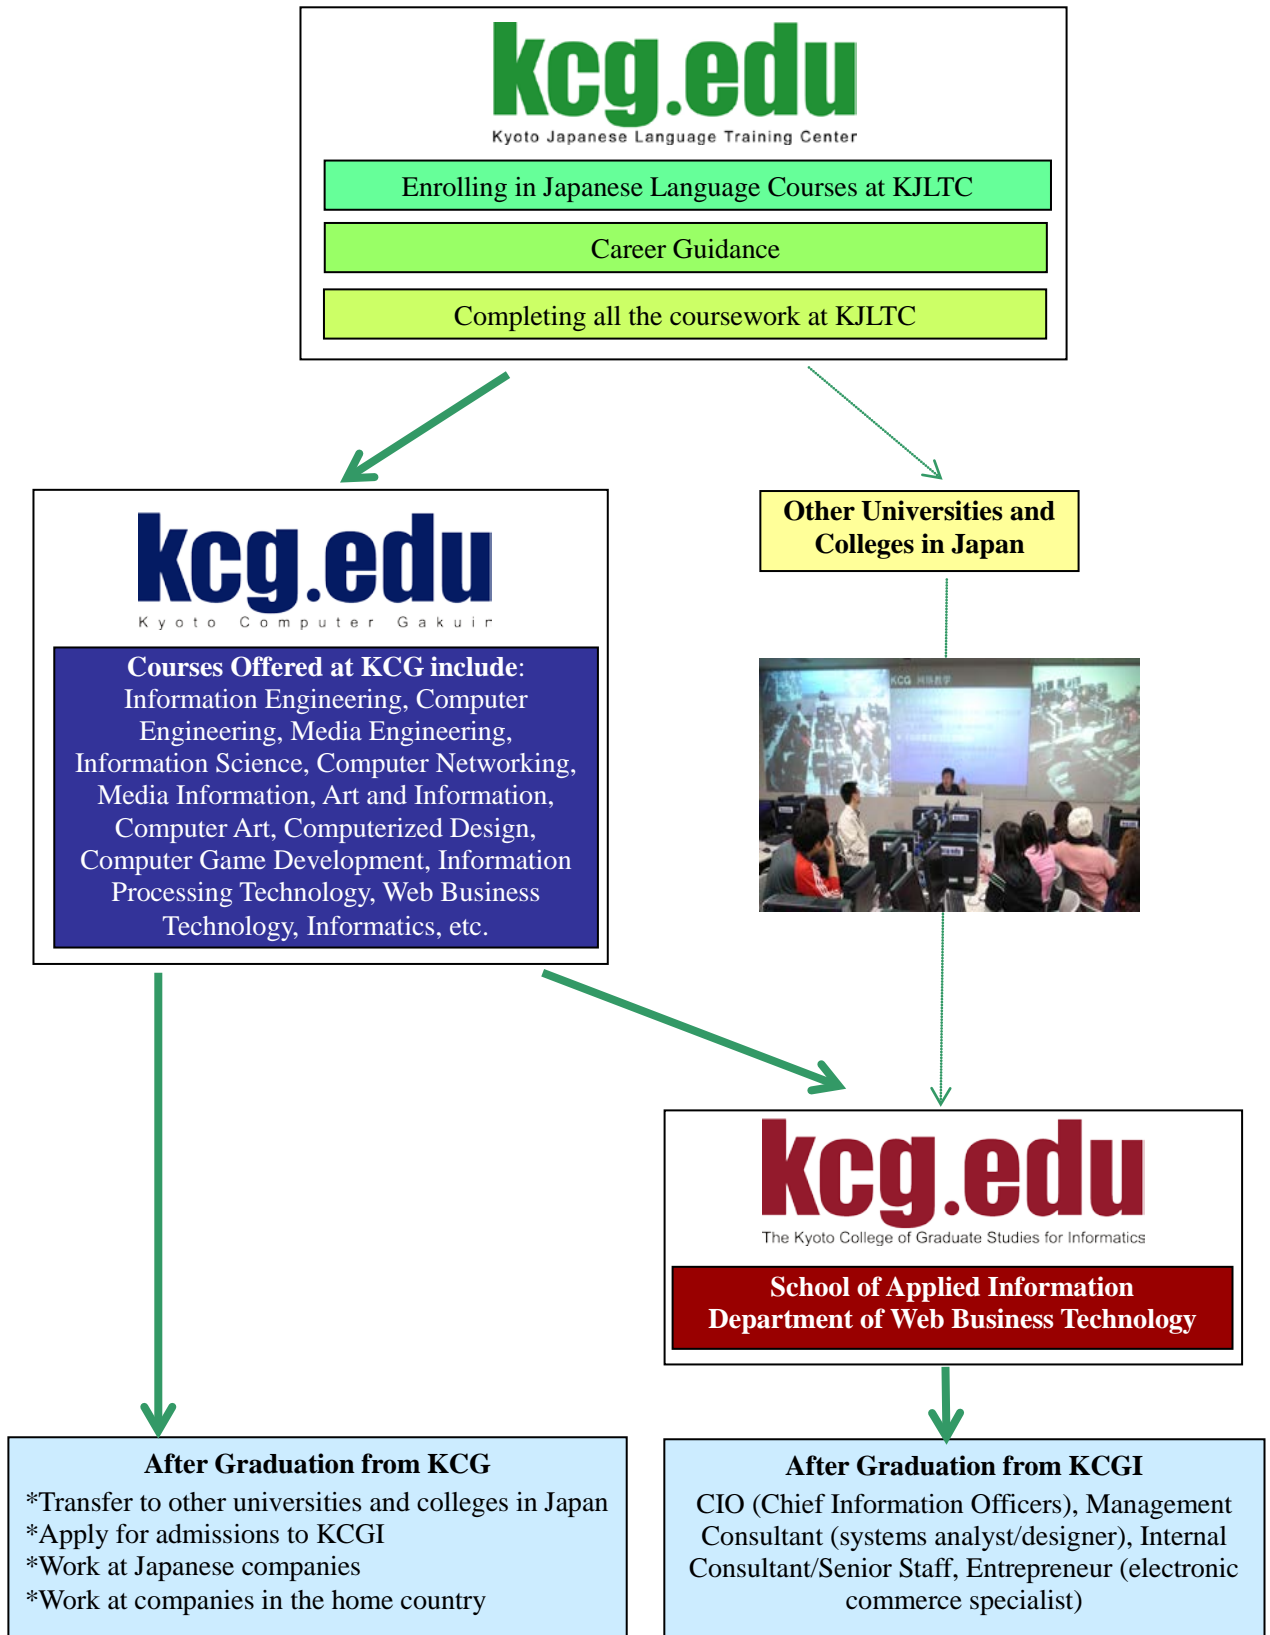 kcg.edu
Kyoto Japanese Language Training Center
Enrolling in Japanese Language Courses at KJLTC
Career Guidance
Completing all the coursework at KJLTC
kcg.edu
Kyoto Computer Gakuin
Courses Offered at KCG include:
Information Engineering, Computer
Engineering, Media Engineering,
Information Science, Computer Networking,
Media Information, Art and Information,
Computer Art, Computerized Design,
Computer Game Development, Information
Processing Technology, Web Business
Technology, Informatics, etc.
Other Universities and
Colleges in Japan
KCG 网络教学
kcg.edu
The Kyoto College of Graduate Studies for Informatics
School of Applied Information
Department of Web Business Technology
After Graduation from KCG
*Transfer to other universities and colleges in Japan
*Apply for admissions to KCGI
*Work at Japanese companies
*Work at companies in the home country
After Graduation from KCGI
CIO (Chief Information Officers), Management
Consultant (systems analyst/designer), Internal
Consultant/Senior Staff, Entrepreneur (electronic
commerce specialist)